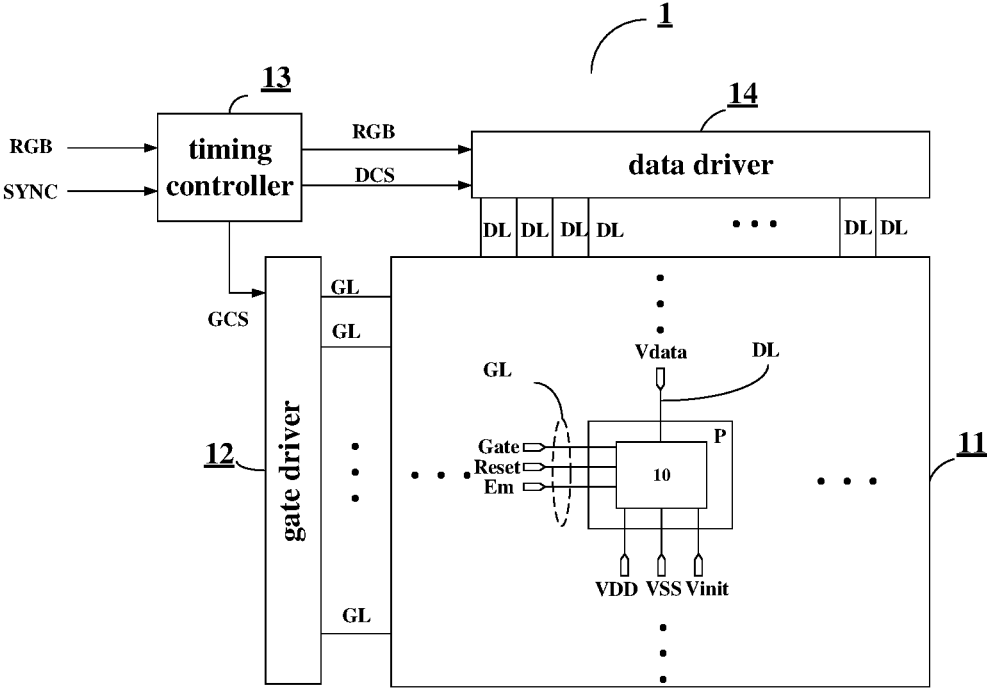 1
13
14
RGB
SYNC
timing
controller
RGB
DCS
data driver
DL DL DL DL DL DL
GCS
GL
GL
Vdata
DL
GL
P
Gate
Reset
Em
10
12
gate driver
11
VDD VSS Vinit
GL